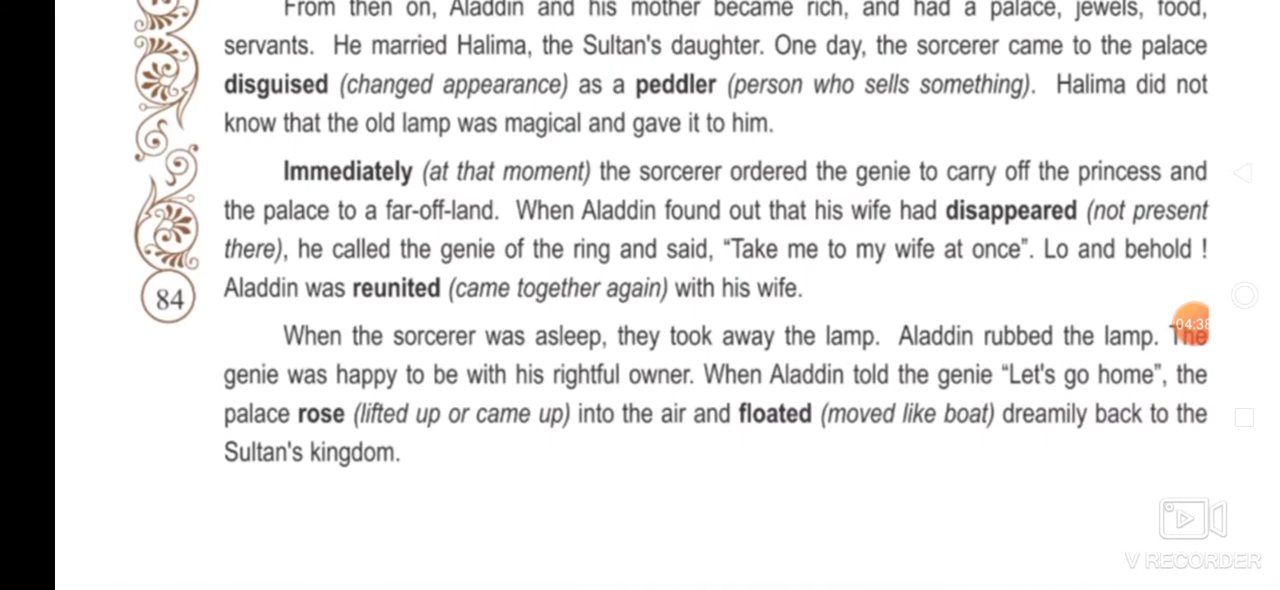 From then on, Aladdin and his mother became rich, and had a palace, jewels, food,
servants. He married Halima, the Sultan's daughter. One day, the sorcerer came to the palace
disguised (changed appearance) as a peddler (person who sells something). Halima did not
know that the old lamp was magical and gave it to him.
Immediately (at that moment) the sorcerer ordered the genie to carry off the princess and
the palace to a far-off-land. When Aladdin found out that his wife had disappeared (not present
there), he called the genie of the ring and said, “Take me to my wife at once”. Lo and behold !
Aladdin was reunited (came together again) with his wife.
84
When the sorcerer was asleep, they took away the lamp. Aladdin rubbed the lamp. The
04:38
genie was happy to be with his rightful owner. When Aladdin told the genie “Let's go home”, the
palace rose (lifted up or came up) into the air and floated (moved like boat) dreamily back to the
Sultan's kingdom.
V RECORDER